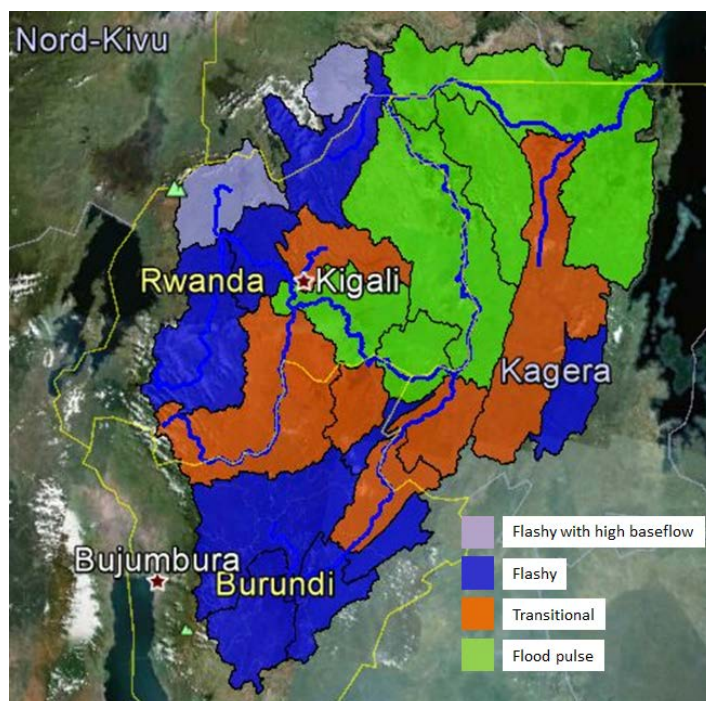 Nord-Kivu
Rwanda
Kigali
Kagera
Bujumbura
Burundi
Flashy with high baseflow
Flashy
Transitional
Flood pulse